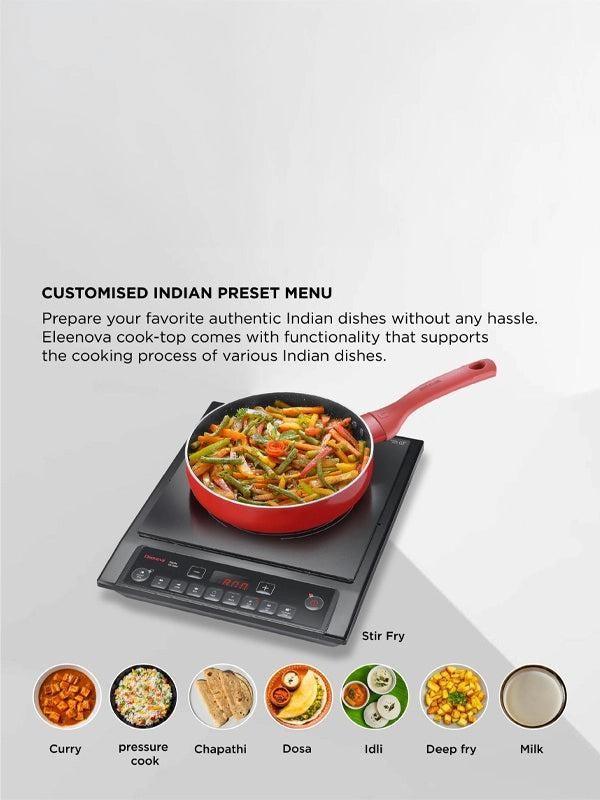 CUSTOMISED INDIAN PRESET MENU
Prepare your favorite authentic Indian dishes without any hassle.
Eleenova cook-top comes with functionality that supports
the cooking process of various Indian dishes.
Eleenova
Stir Fry
Curry
pressure
cook
Chapathi
Dosa
Idli
Deep fry
Milk